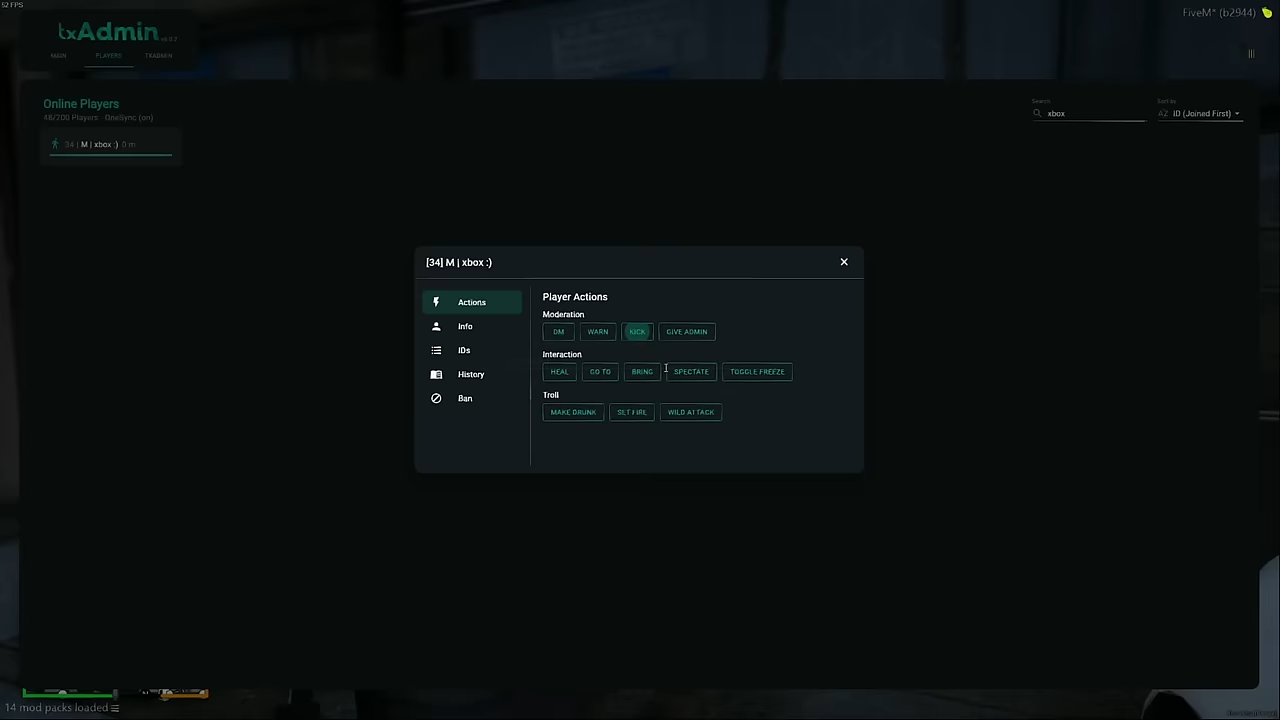 52 FPS
FiveM* (b2944)
txAdmin
MAIN PLAYERS TXADMIN
Online Players
48/200 Players - OneSync (on)
Search
xbox
Sort by
AZ ID (Joined First)
34 | M | xbox :) 0 m
[34] M | xbox :)
Actions
Info
IDs
History
Ban
Player Actions
Moderation
DM WARN KICK GIVE ADMIN
Interaction
HEAL GO TO BRING SPECTATE TOGGLE FREEZE
Troll
MAKE DRUNK SET FIRE WILD ATTACK
14 mod packs loaded